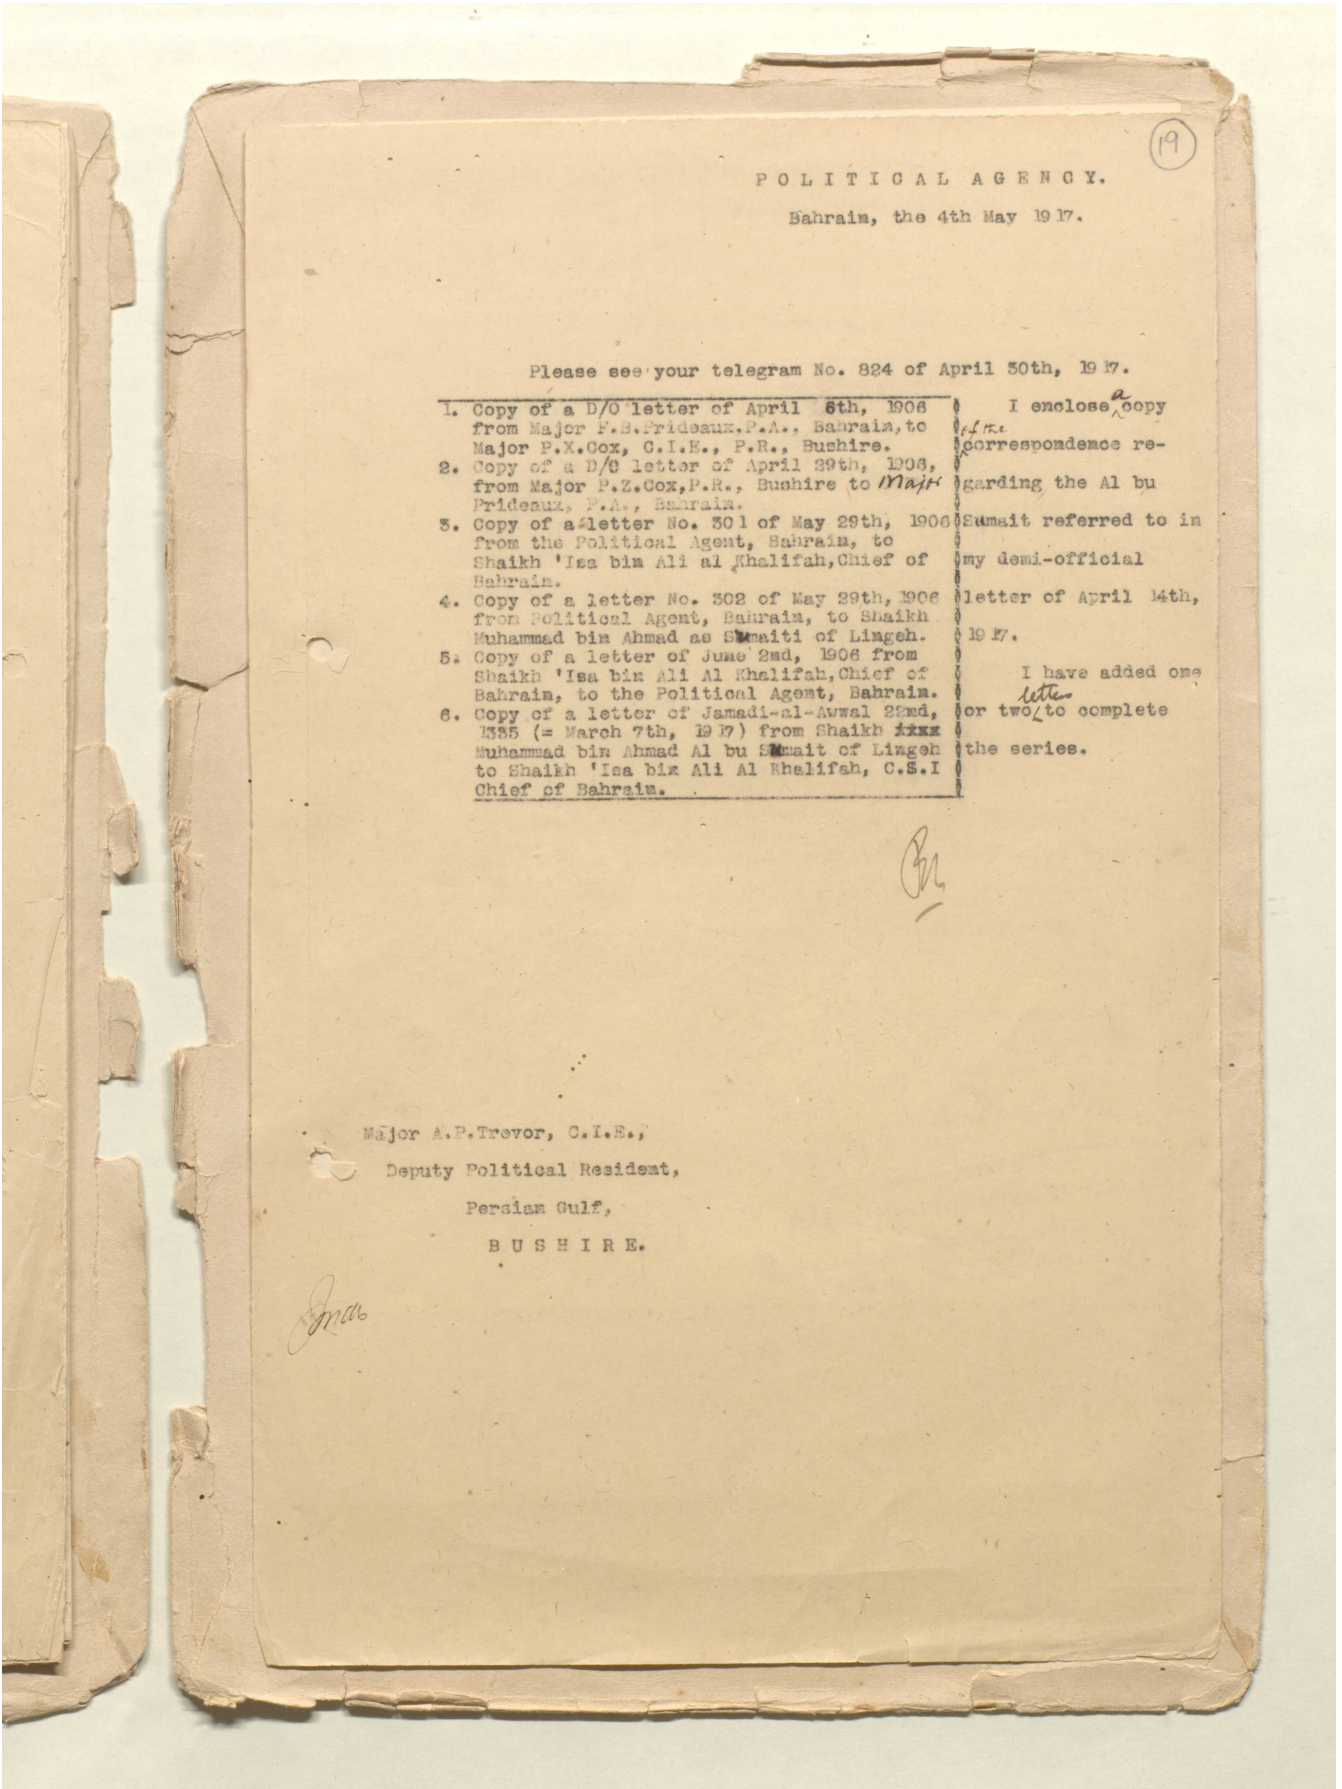 19
POLITICAL AGENCY.
Bahrain, the 4th May 1917.
Please see your telegram No. 824 of April 30th, 1917.
1. Copy of a D/O letter of April 6th, 1906
from Major F.B.Prideaux,P.A., Bahrain,to
Major P.X.Cox, C.I.E., P.R., Bushire.
2. Copy of a D/O letter of April 29th, 1906,
from Major P.Z.Cox,P.R., Bushire to Major
Prideaux, P.A., Bahrain.
3. Copy of a letter No. 301 of May 29th, 1906
from the Political Agent, Bahrain, to
Shaikh 'Isa bin Ali al Khalifah,Chief of
Bahrain.
4. Copy of a letter No. 302 of May 29th, 1906
from Political Agent, Bahrain, to Shaikh
Muhammad bin Ahmad as Sumaiti of Lingeh.
5. Copy of a letter of June 2nd, 1906 from
Shaikh 'Isa bin Ali Al Khalifah,Chief of
Bahrain, to the Political Agent, Bahrain.
6. Copy of a letter of Jamadi-al-Awwal 22nd,
1335 (= March 7th, 1917) from Shaikh xxxx
Muhammad bin Ahmad Al bu Sumait of Lingeh
to Shaikh 'Isa bin Ali Al Khalifah, C.S.I
Chief of Bahrain.
I enclose a copy
of the correspondence re-
garding the Al bu
Sumait referred to in
my demi-official
letter of April 14th,
1917.
I have added one
or two letters to complete
the series.
Major A.P.Trevor, C.I.E.,
Deputy Political Resident,
Persian Gulf,
BUSHIRE.